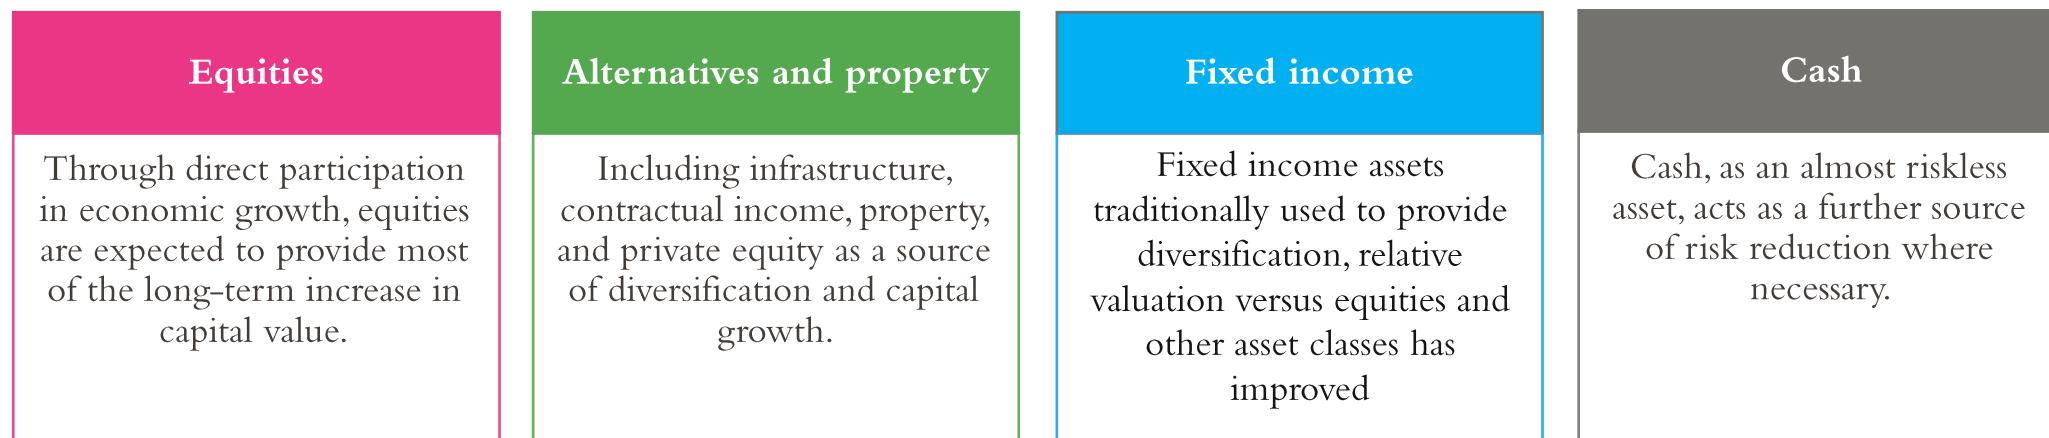 Equities
Through direct participation
in economic growth, equities
are expected to provide most
of the long-term increase in
capital value.
Alternatives and property
Including infrastructure,
contractual income, property,
and private equity as a source
of diversification and capital
growth.
Fixed income
Fixed income assets
traditionally used to provide
diversification, relative
valuation versus equities and
other asset classes has
improved
Cash
Cash, as an almost riskless
asset, acts as a further source
of risk reduction where
necessary.